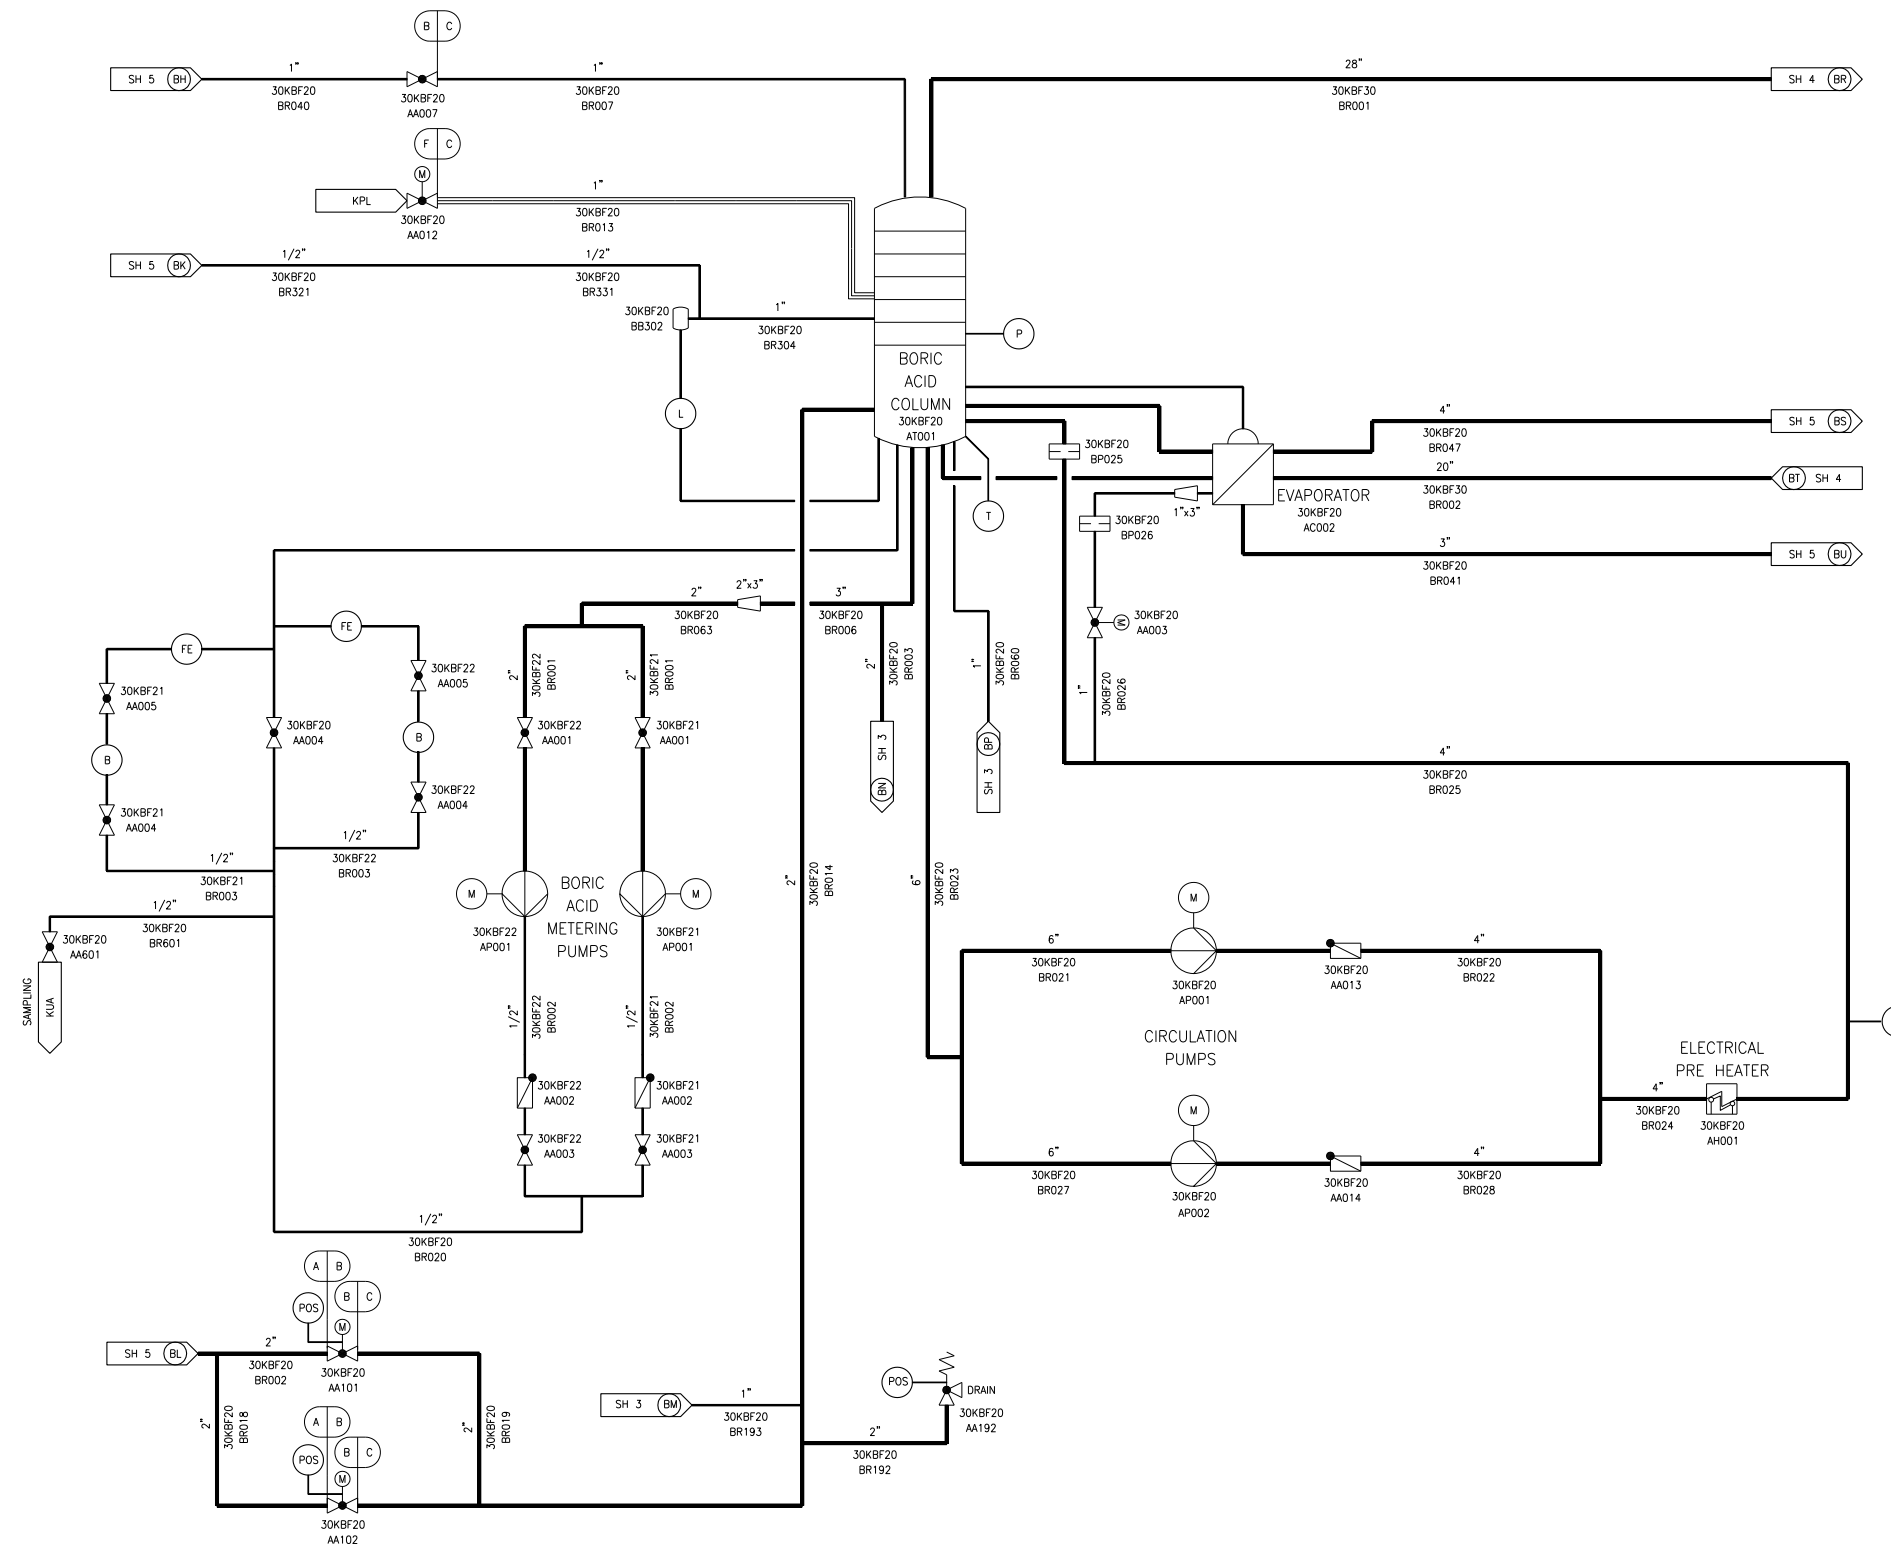 B C
SH 5 BH
1"
30KBF20
BR040
30KBF20
AA007
1"
30KBF20
BR007
28"
30KBF30
BR001
SH 4 BR
F C
M
KPL
30KBF20
AA012
1"
30KBF20
BR013
SH 5 BK
1/2"
30KBF20
BR321
1/2"
30KBF20
BR331
30KBF20
BB302
1"
30KBF20
BR304
P
L
BORIC
ACID
COLUMN
30KBF20
AT001
T
30KBF20
BP025
4"
30KBF20
BR047
SH 5 BS
20"
30KBF30
BR002
BT SH 4
EVAPORATOR
30KBF20
AC002
1"x3"
30KBF20
BP026
3"
30KBF20
BR041
SH 5 BU
30KBF20
AA003
M
1"
30KBF20
BR026
4"
30KBF20
BR025
FE
FE
30KBF21
AA005
B
30KBF21
AA004
30KBF20
AA004
30KBF22
AA005
B
30KBF22
AA004
1/2"
30KBF21
BR003
1/2"
30KBF22
BR003
1/2"
30KBF20
BR601
30KBF20
AA601
SAMPLING
KUA
2"
30KBF20
BR063
2"x3"
3"
30KBF20
BR006
2"
30KBF22
BR001
2"
30KBF21
BR001
30KBF22
AA001
30KBF21
AA001
2"
30KBF20
BR003
SH 3 BN
1"
30KBF20
BR060
SH 3 BP
M
M
BORIC
ACID
METERING
PUMPS
30KBF22
AP001
30KBF21
AP001
1/2"
30KBF22
BR002
1/2"
30KBF21
BR002
30KBF22
AA002
30KBF21
AA002
30KBF22
AA003
30KBF21
AA003
1/2"
30KBF20
BR020
2"
30KBF20
BR014
6"
30KBF20
BR023
M
6"
30KBF20
BR021
30KBF20
AP001
30KBF20
AA013
4"
30KBF20
BR022
CIRCULATION
PUMPS
M
6"
30KBF20
BR027
30KBF20
AP002
30KBF20
AA014
4"
30KBF20
BR028
ELECTRICAL
PRE HEATER
4"
30KBF20
BR024
30KBF20
AH001
A B
B C
POS
M
SH 5 BL
2"
30KBF20
BR002
30KBF20
AA101
2"
30KBF20
BR018
A B
B C
POS
M
30KBF20
AA102
2"
30KBF20
BR019
SH 3 BM
1"
30KBF20
BR193
POS
DRAIN
30KBF20
AA192
2"
30KBF20
BR192